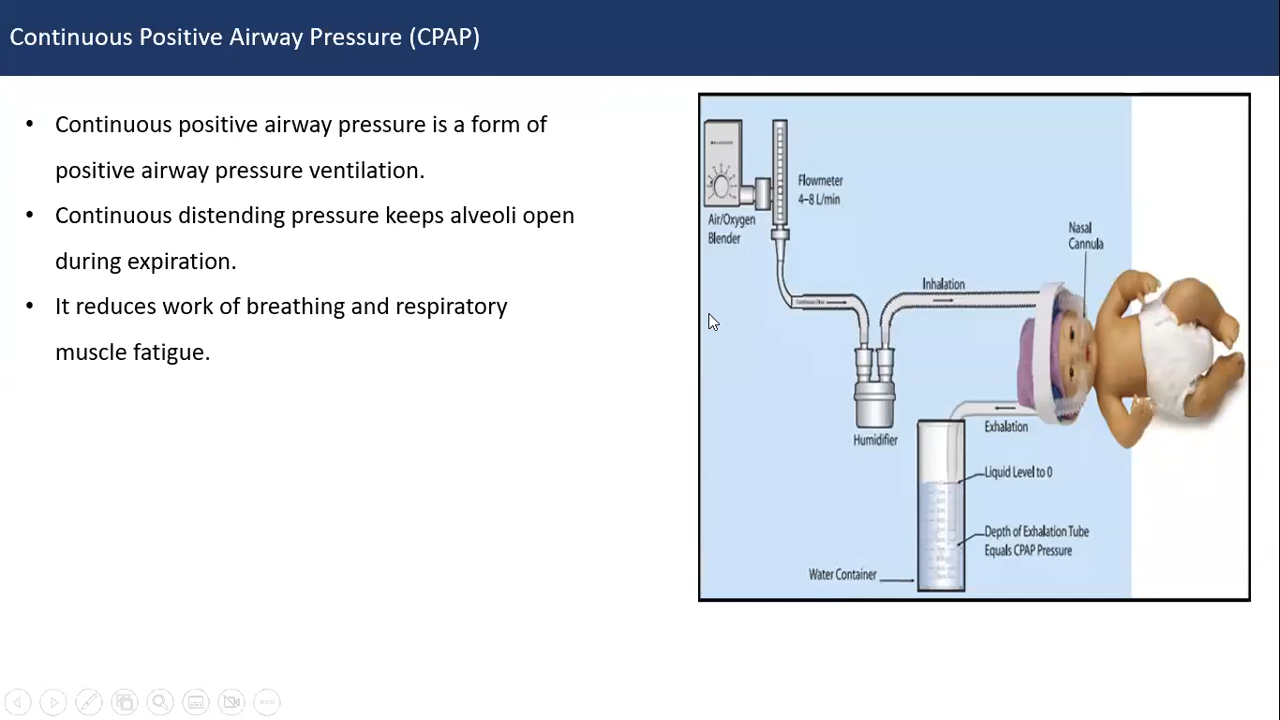 Continuous Positive Airway Pressure (CPAP)
• Continuous positive airway pressure is a form of
positive airway pressure ventilation.
• Continuous distending pressure keeps alveoli open
during expiration.
• It reduces work of breathing and respiratory
muscle fatigue.
Flowmeter
4–8 L/min
Air/Oxygen
Blender
Nasal
Cannula
Inhalation
Continuous Flow
Humidifier
Exhalation
Liquid Level to 0
Depth of Exhalation Tube
Equals CPAP Pressure
Water Container